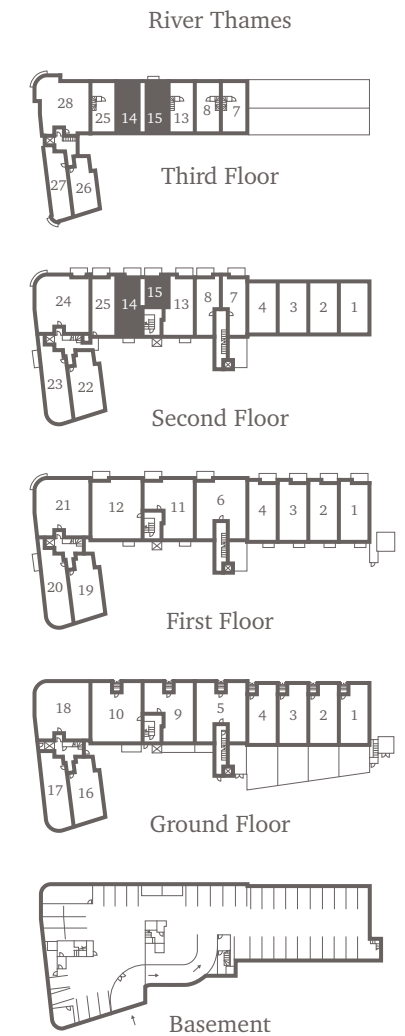 River Thames
28 25 14 15 13 8 7
27 26
Third Floor
24 25 14 15 13 8 7 4 3 2 1
23 22
Second Floor
21 12 11 6 4 3 2 1
20 19
First Floor
18 10 9 5 4 3 2 1
17 16
Ground Floor
Basement